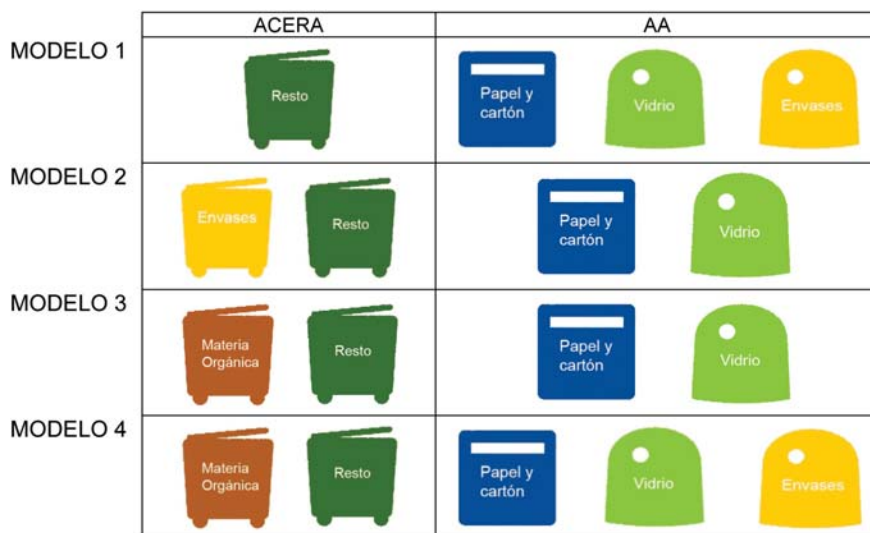 ACERA AA
MODELO 1
Resto
Papel y
cartón
Vidrio
Envases
MODELO 2
Envases
Resto
Papel y
cartón
Vidrio
MODELO 3
Materia
Orgánica
Resto
Papel y
cartón
Vidrio
MODELO 4
Materia
Orgánica
Resto
Papel y
cartón
Vidrio
Envases